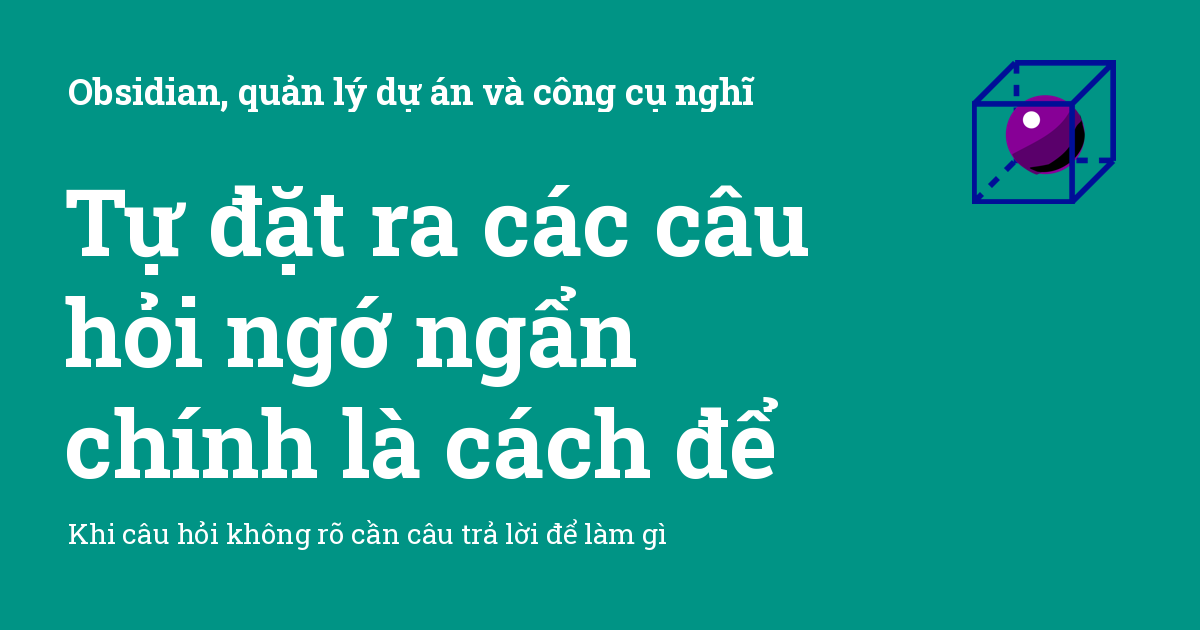 Obsidian, quản lý dự án và công cụ nghĩ
Tự đặt ra các câu
hỏi ngớ ngẩn
chính là cách để
Khi câu hỏi không rõ cần câu trả lời để làm gì